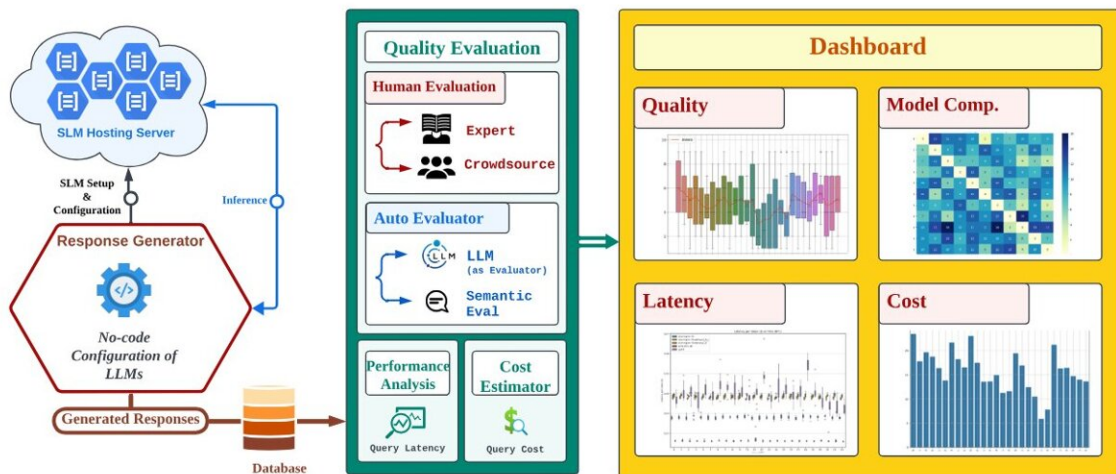 SLM Hosting Server
SLM Setup
&
Configuration
Inference
Response Generator
</>
No-code
Configuration of
LLMs
Generated Responses
Database
Quality Evaluation
Human Evaluation
Expert
Crowdsource
Auto Evaluator
LLM
LLM
(as Evaluator)
Semantic
Eval
Performance
Analysis
Query Latency
Cost
Estimator
Query Cost
Dashboard
Quality
Model Comp.
Latency
Cost